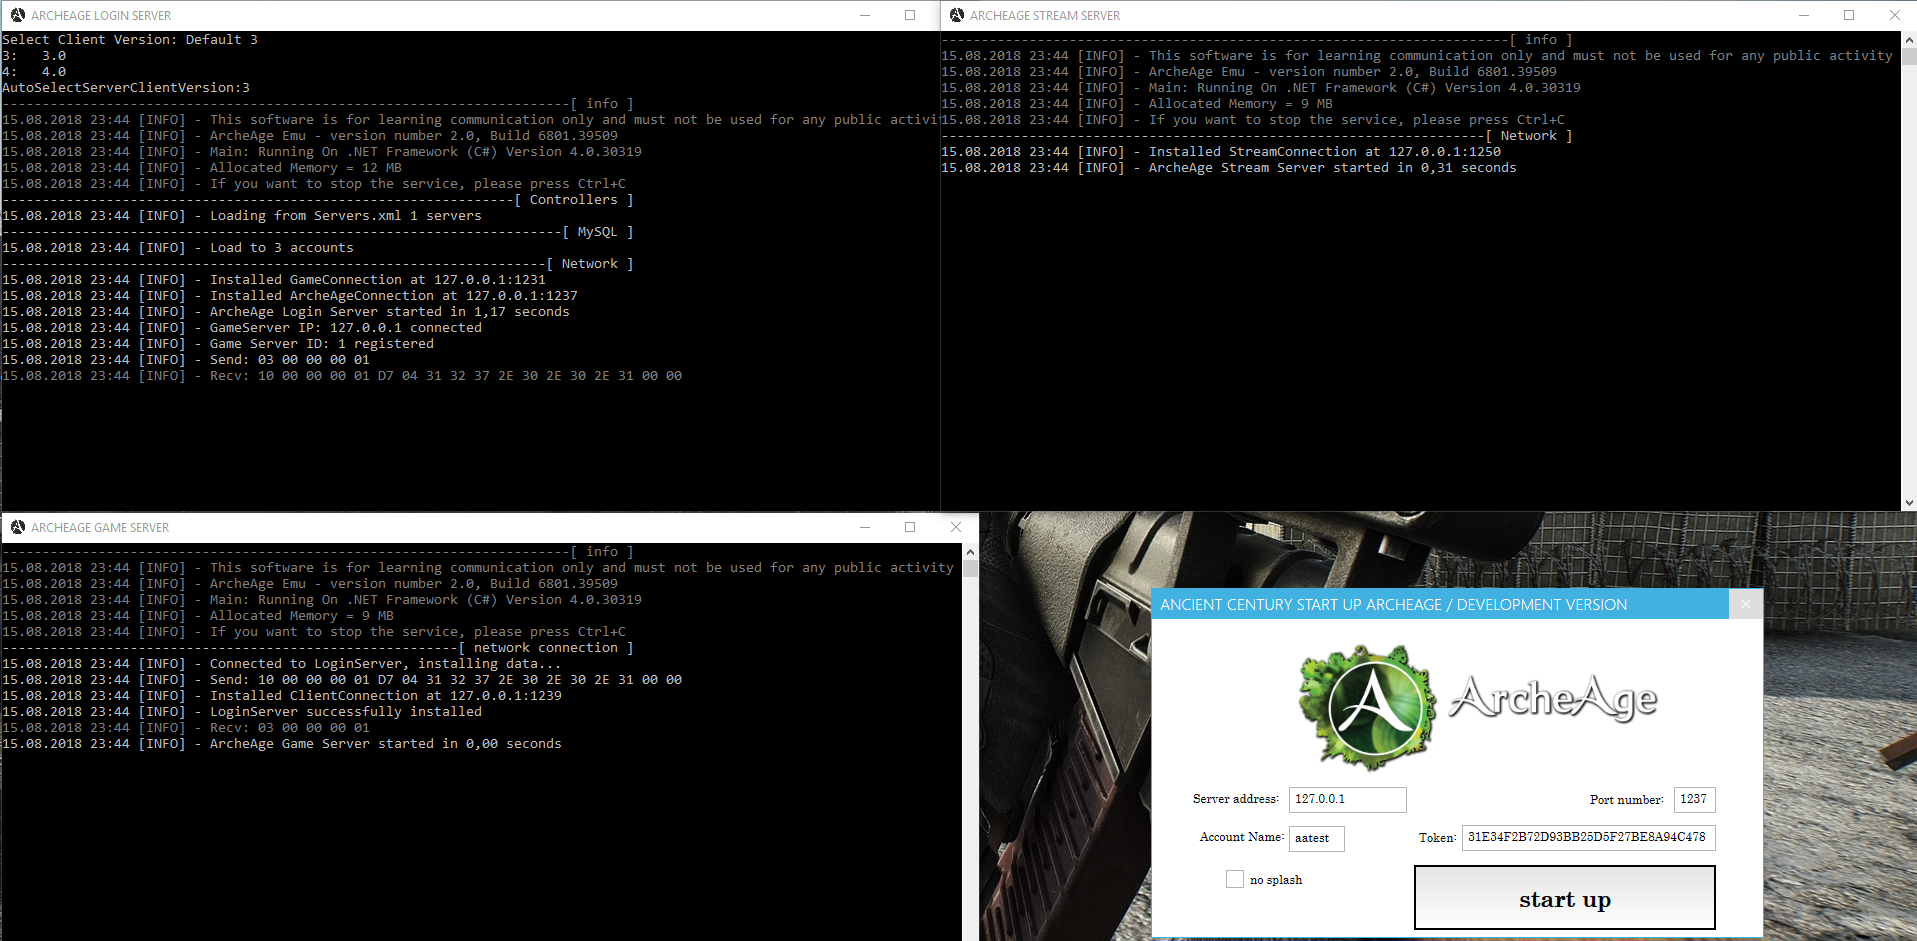 ARCHEAGE LOGIN SERVER
Select Client Version: Default 3
3:   3.0
4:   4.0
AutoSelectServerClientVersion:3
-----------------------------------------------------------------------[ info ]
15.08.2018 23:44 [INFO] - This software is for learning communication only and must not be used for any public activi
15.08.2018 23:44 [INFO] - ArcheAge Emu - version number 2.0, Build 6801.39509
15.08.2018 23:44 [INFO] - Main: Running On .NET Framework (C#) Version 4.0.30319
15.08.2018 23:44 [INFO] - Allocated Memory = 12 MB
15.08.2018 23:44 [INFO] - If you want to stop the service, please press Ctrl+C
----------------------------------------------------------------[ Controllers ]
15.08.2018 23:44 [INFO] - Loading from Servers.xml 1 servers
----------------------------------------------------------------------[ MySQL ]
15.08.2018 23:44 [INFO] - Load to 3 accounts
--------------------------------------------------------------------[ Network ]
15.08.2018 23:44 [INFO] - Installed GameConnection at 127.0.0.1:1231
15.08.2018 23:44 [INFO] - Installed ArcheAgeConnection at 127.0.0.1:1237
15.08.2018 23:44 [INFO] - ArcheAge Login Server started in 1,17 seconds
15.08.2018 23:44 [INFO] - GameServer IP: 127.0.0.1 connected
15.08.2018 23:44 [INFO] - Game Server ID: 1 registered
15.08.2018 23:44 [INFO] - Send: 03 00 00 00 01
15.08.2018 23:44 [INFO] - Recv: 10 00 00 00 01 D7 04 31 32 37 2E 30 2E 30 2E 31 00 00
ARCHEAGE STREAM SERVER
-----------------------------------------------------------------------[ info ]
15.08.2018 23:44 [INFO] - This software is for learning communication only and must not be used for any public activity
15.08.2018 23:44 [INFO] - ArcheAge Emu - version number 2.0, Build 6801.39509
15.08.2018 23:44 [INFO] - Main: Running On .NET Framework (C#) Version 4.0.30319
15.08.2018 23:44 [INFO] - Allocated Memory = 9 MB
15.08.2018 23:44 [INFO] - If you want to stop the service, please press Ctrl+C
--------------------------------------------------------------------[ Network ]
15.08.2018 23:44 [INFO] - Installed StreamConnection at 127.0.0.1:1250
15.08.2018 23:44 [INFO] - ArcheAge Stream Server started in 0,31 seconds
ARCHEAGE GAME SERVER
-----------------------------------------------------------------------[ info ]
15.08.2018 23:44 [INFO] - This software is for learning communication only and must not be used for any public activity
15.08.2018 23:44 [INFO] - ArcheAge Emu - version number 2.0, Build 6801.39509
15.08.2018 23:44 [INFO] - Main: Running On .NET Framework (C#) Version 4.0.30319
15.08.2018 23:44 [INFO] - Allocated Memory = 9 MB
15.08.2018 23:44 [INFO] - If you want to stop the service, please press Ctrl+C
---------------------------------------------------------[ network connection ]
15.08.2018 23:44 [INFO] - Connected to LoginServer, installing data...
15.08.2018 23:44 [INFO] - Send: 10 00 00 00 01 D7 04 31 32 37 2E 30 2E 30 2E 31 00 00
15.08.2018 23:44 [INFO] - Installed ClientConnection at 127.0.0.1:1239
15.08.2018 23:44 [INFO] - LoginServer successfully installed
15.08.2018 23:44 [INFO] - Recv: 03 00 00 00 01
15.08.2018 23:44 [INFO] - ArcheAge Game Server started in 0,00 seconds
ANCIENT CENTURY START UP ARCHEAGE / DEVELOPMENT VERSION
ArcheAge
Server address: 127.0.0.1 Port number: 1237
Account Name: aatest Token: 31E34F2B72D93BB25D5F27BE8A94C478
no splash
start up